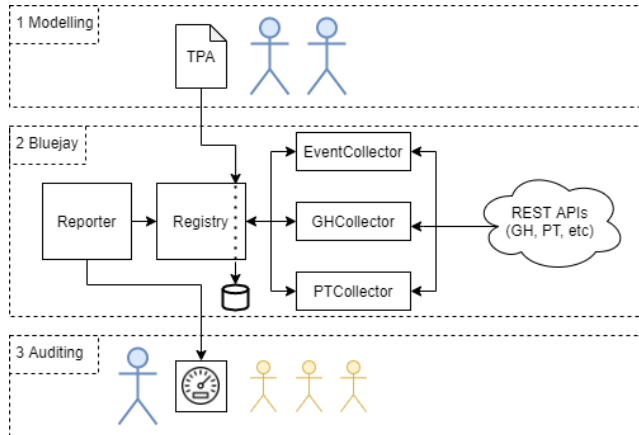 1 Modelling
TPA
2 Bluejay
EventCollector
Reporter
Registry
GHCollector
REST APIs
(GH, PT, etc)
PTCollector
3 Auditing